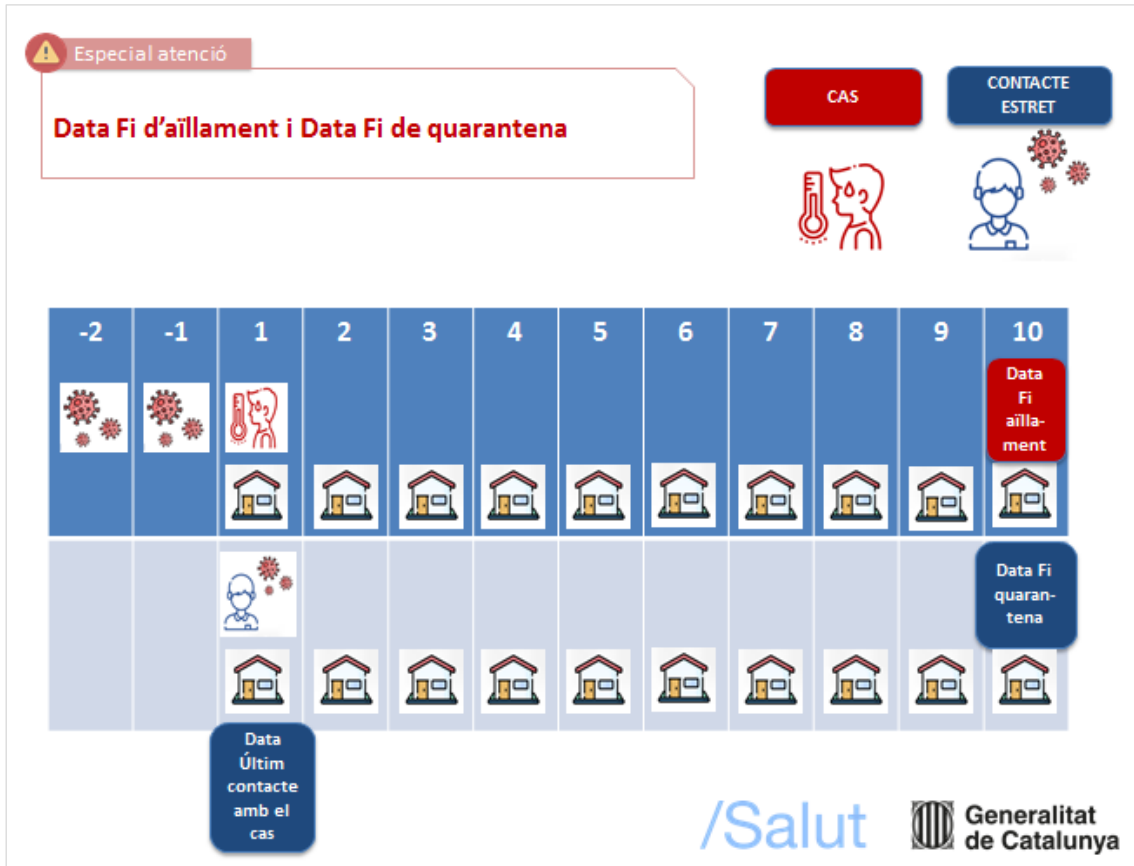 Especial atenció
Data Fi d'aïllament i Data Fi de quarantena
CAS
CONTACTE
ESTRET
-2 -1 1 2 3 4 5 6 7 8 9 10
Data
Fi
aïlla-
ment
Data Fi
quaran-
tena
Data
Últim
contacte
amb el
cas
/Salut
Generalitat
de Catalunya